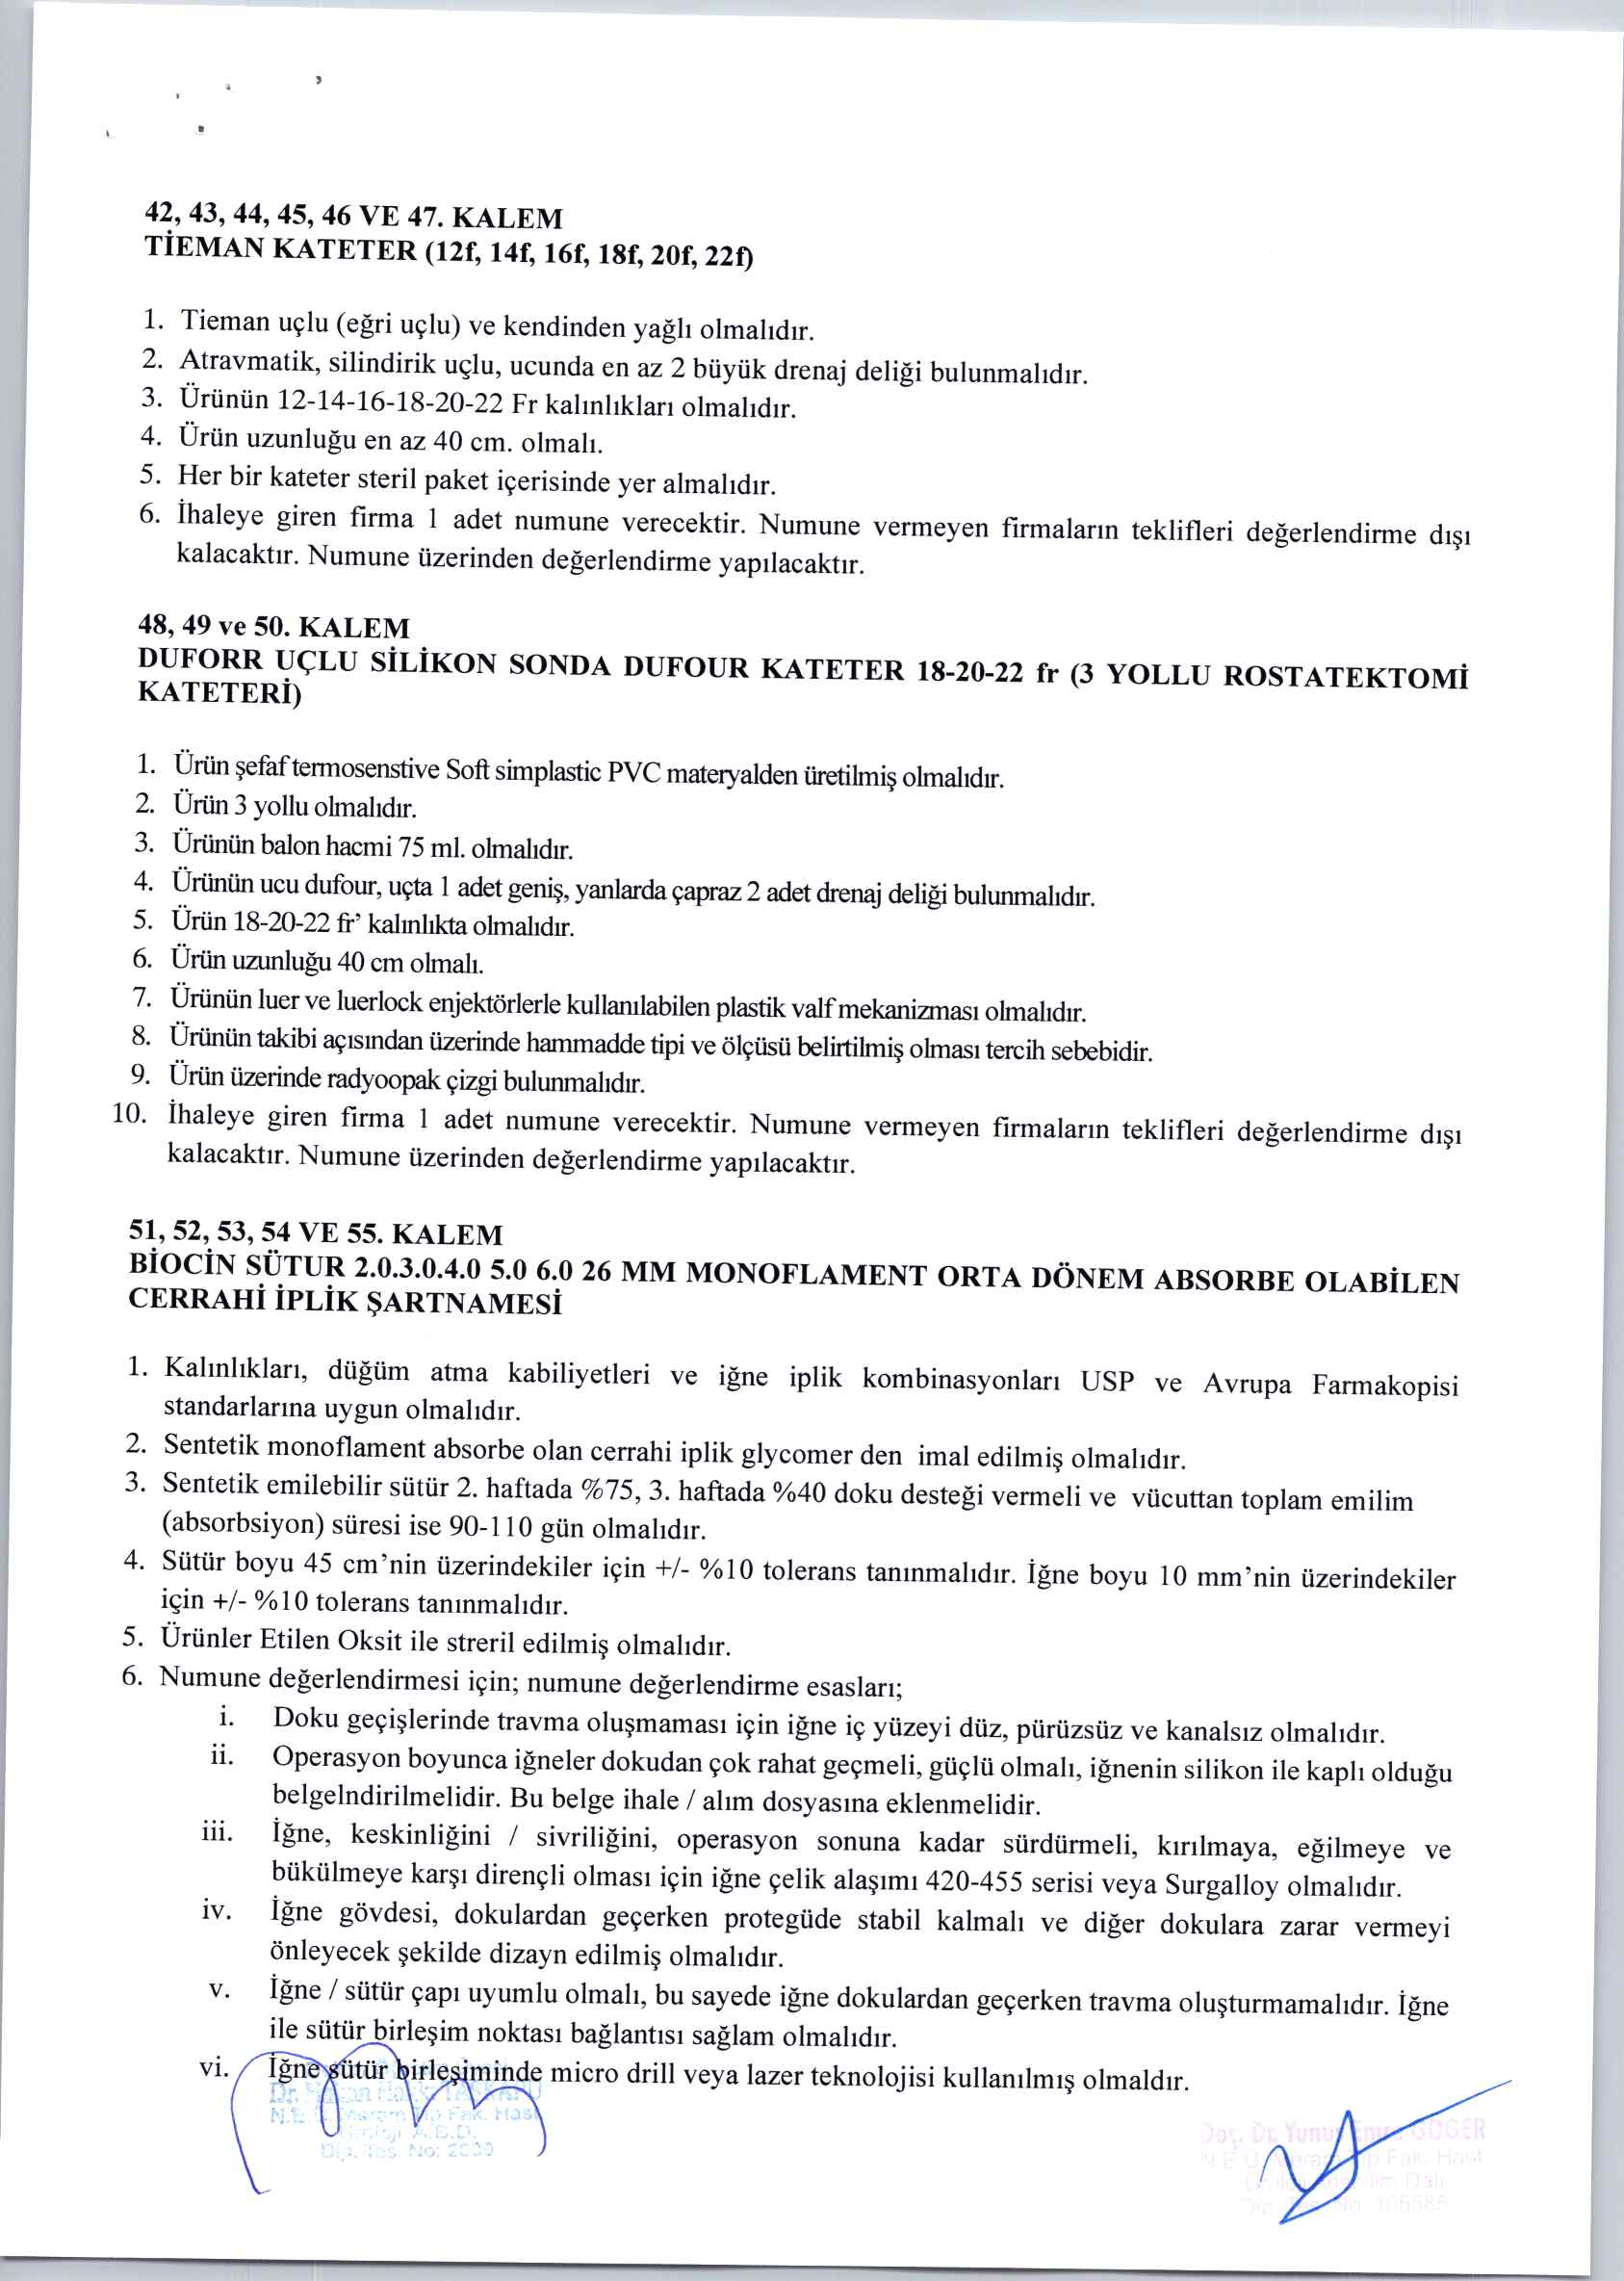 42, 43, 44, 45, 46 VE 47. KALEM
TİEMAN KATETER (12f, 14f, 16f, 18f, 20f, 22f)
1. Tieman uçlu (eğri uçlu) ve kendinden yağlı olmalıdır.
2. Atravmatik, silindirik uçlu, ucunda en az 2 büyük drenaj deliği bulunmalıdır.
3. Ürünün 12-14-16-18-20-22 Fr kalınlıkları olmalıdır.
4. Ürün uzunluğu en az 40 cm. olmalı.
5. Her bir kateter steril paket içerisinde yer almalıdır.
6. İhaleye giren firma 1 adet numune verecektir. Numune vermeyen firmaların teklifleri değerlendirme dışı
kalacaktır. Numune üzerinden değerlendirme yapılacaktır.
48, 49 ve 50. KALEM
DUFORR UÇLU SİLİKON SONDA DUFOUR KATETER 18-20-22 fr (3 YOLLU ROSTATEKTOMİ
KATETERİ)
1. Ürün şefaf termosenstive Soft simplastic PVC materyalden üretilmiş olmalıdır.
2. Ürün 3 yollu olmalıdır.
3. Ürünün balon hacmi 75 ml. olmalıdır.
4. Ürünün ucu dufour, uçta 1 adet geniş, yanlarda çapraz 2 adet drenaj deliği bulunmalıdır.
5. Ürün 18-20-22 fr’ kalınlıkta olmalıdır.
6. Ürün uzunluğu 40 cm olmalı.
7. Ürünün luer ve luerlock enjektörlerle kullanılabilen plastik valf mekanizması olmalıdır.
8. Ürünün takibi açısından üzerinde hammadde tipi ve ölçüsü belirtilmiş olması tercih sebebidir.
9. Ürün üzerinde radyoopak çizgi bulunmalıdır.
10. İhaleye giren firma 1 adet numune verecektir. Numune vermeyen firmaların teklifleri değerlendirme dışı
kalacaktır. Numune üzerinden değerlendirme yapılacaktır.
51, 52, 53, 54 VE 55. KALEM
BİOCİN SÜTUR 2.0.3.0.4.0 5.0 6.0 26 MM MONOFLAMENT ORTA DÖNEM ABSORBE OLABİLEN
CERRAHİ İPLİK ŞARTNAMESİ
1. Kalınlıkları, düğüm atma kabiliyetleri ve iğne iplik kombinasyonları USP ve Avrupa Farmakopisi
standarlarına uygun olmalıdır.
2. Sentetik monoflament absorbe olan cerrahi iplik glycomer den imal edilmiş olmalıdır.
3. Sentetik emilebilir sütür 2. haftada %75, 3. haftada %40 doku desteği vermeli ve vücuttan toplam emilim
(absorbsiyon) süresi ise 90-110 gün olmalıdır.
4. Sütür boyu 45 cm’nin üzerindekiler için +/- %10 tolerans tanınmalıdır. İğne boyu 10 mm’nin üzerindekiler
için +/- %10 tolerans tanınmalıdır.
5. Ürünler Etilen Oksit ile streril edilmiş olmalıdır.
6. Numune değerlendirmesi için; numune değerlendirme esasları;
i. Doku geçişlerinde travma oluşmaması için iğne iç yüzeyi düz, pürüzsüz ve kanalsız olmalıdır.
ii. Operasyon boyunca iğneler dokudan çok rahat geçmeli, güçlü olmalı, iğnenin silikon ile kaplı olduğu
belgelndirilmelidir. Bu belge ihale / alım dosyasına eklenmelidir.
iii. İğne, keskinliğini / sivriliğini, operasyon sonuna kadar sürdürmeli, kırılmaya, eğilmeye ve
bükülmeye karşı dirençli olması için iğne çelik alaşımı 420-455 serisi veya Surgalloy olmalıdır.
iv. İğne gövdesi, dokulardan geçerken protegüde stabil kalmalı ve diğer dokulara zarar vermeyi
önleyecek şekilde dizayn edilmiş olmalıdır.
v. İğne / sütür çapı uyumlu olmalı, bu sayede iğne dokulardan geçerken travma oluşturmamalıdır. İğne
ile sütür birleşim noktası bağlantısı sağlam olmalıdır.
vi. İğne sütür birleşiminde micro drill veya lazer teknolojisi kullanılmış olmaldır.
Dr.
Meram Tıp Fak. Hast
A.B.D.
No:
Doç. Dr. Yunus Emre GÖGER
Meram Tıp Fak. Hast
Dalı